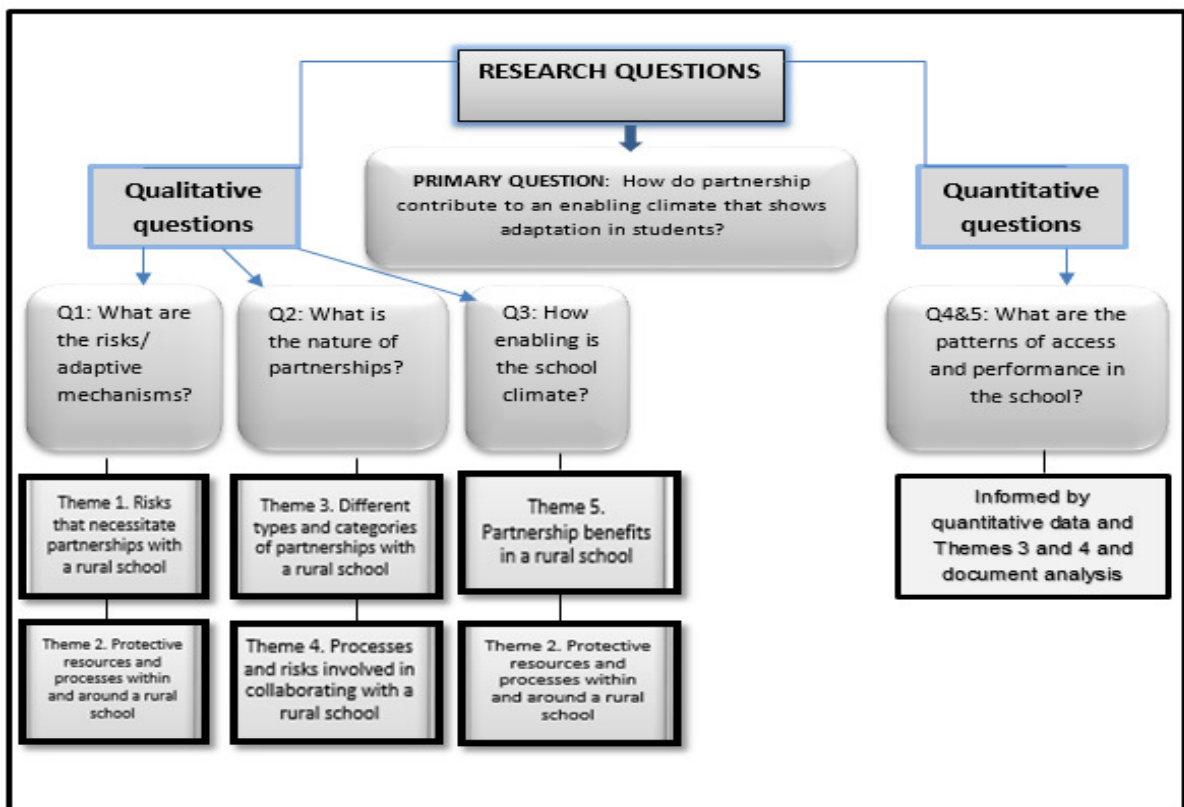 RESEARCH QUESTIONS
PRIMARY QUESTION: How do partnership
contribute to an enabling climate that shows
adaptation in students?
Qualitative
questions
Quantitative
questions
Q1: What are
the risks/
adaptive
mechanisms?
Q2: What is
the nature of
partnerships?
Q3: How
enabling is
the school
climate?
Q4&5: What are the
patterns of access
and performance in
the school?
Theme 1. Risks
that necessitate
partnerships with
a rural school
Theme 3. Different
types and categories
of partnerships with
a rural school
Theme 5.
Partnership benefits
in a rural school
Informed by
quantitative data and
Themes 3 and 4 and
document analysis
Theme 2. Protective
resources and
processes within
and around a rural
school
Theme 4. Processes
and risks involved in
collaborating with a
rural school
Theme 2. Protective
resources and
processes within
and around a rural
school